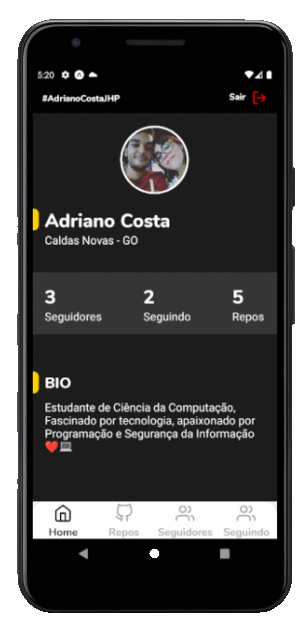 5:20
#AdrianoCostaJHP
Sair
Adriano Costa
Caldas Novas - GO
3 2 5
Seguidores Seguindo Repos
BIO
Estudante de Ciência da Computação,
Fascinado por tecnologia, apaixonado por
Programação e Segurança da Informação
❤️💻
Home Repos Seguidores Seguindo